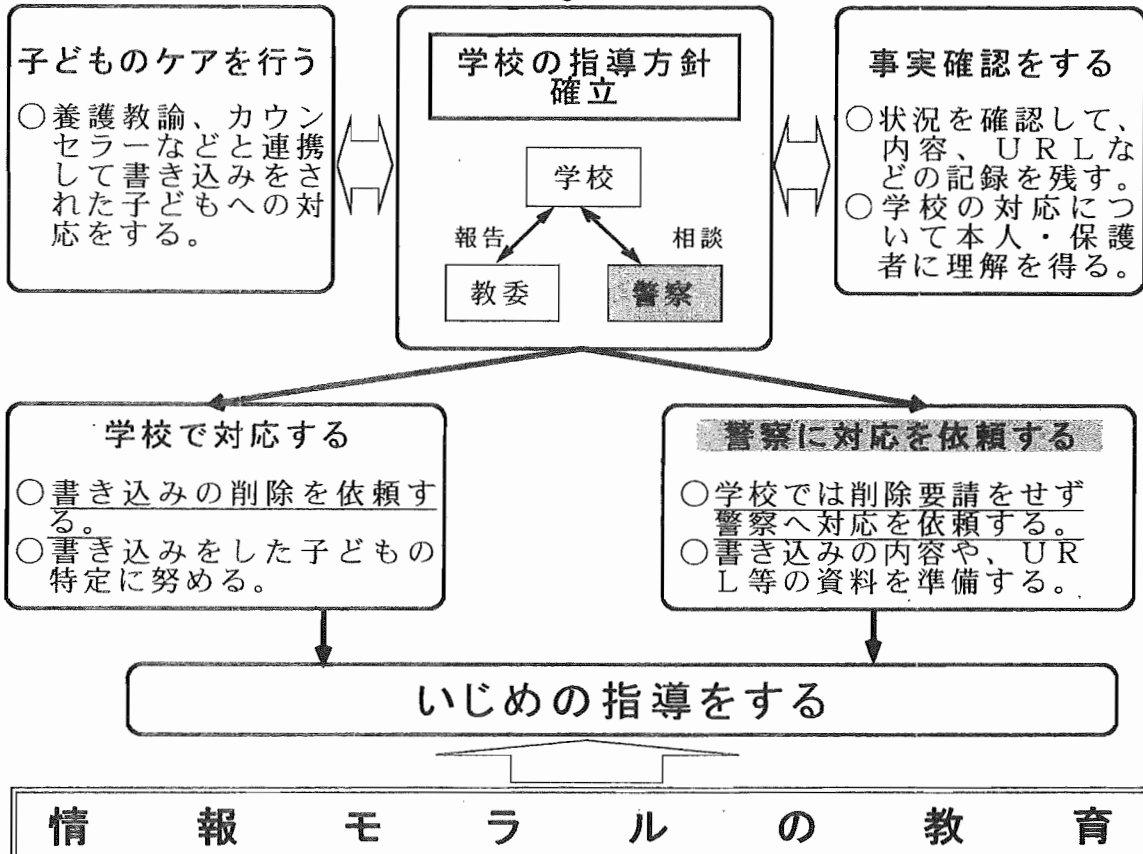 子どものケアを行う
○養護教諭、カウン
セラーなどと連携
して書き込みをさ
れた子どもへの対
応をする。
学校の指導方針
確立
学校
報告
相談
教委
警察
事実確認をする
○状況を確認して、
内容、ＵＲＬな
どの記録を残す。
○学校の対応につ
いて本人・保護
者に理解を得る。
学校で対応する
○書き込みの削除を依頼す
る。
○書き込みをした子どもの
特定に努める。
警察に対応を依頼する
○学校では削除要請をせず
警察へ対応を依頼する。
○書き込みの内容や、ＵＲ
Ｌ等の資料を準備する。
いじめの指導をする
情報モラルの教育